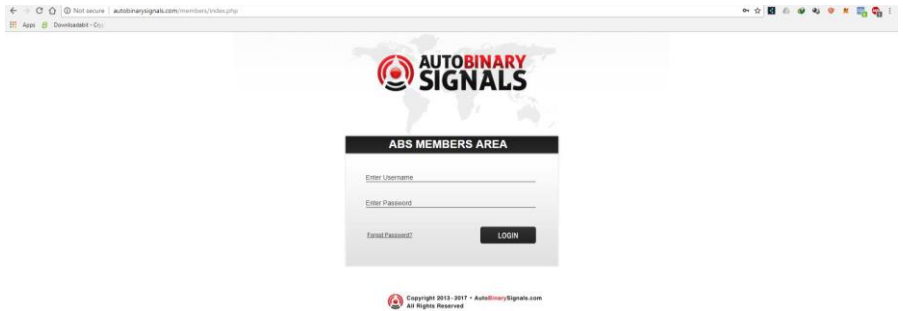 Not secure | autobinarysignals.com/members/index.php
Apps
AUTOBINARY
SIGNALS
ABS MEMBERS AREA
Enter Username
Enter Password
Forgot Password?
LOGIN
Copyright 2013 - 2017 • AutoBinarySignals.com
All Rights Reserved